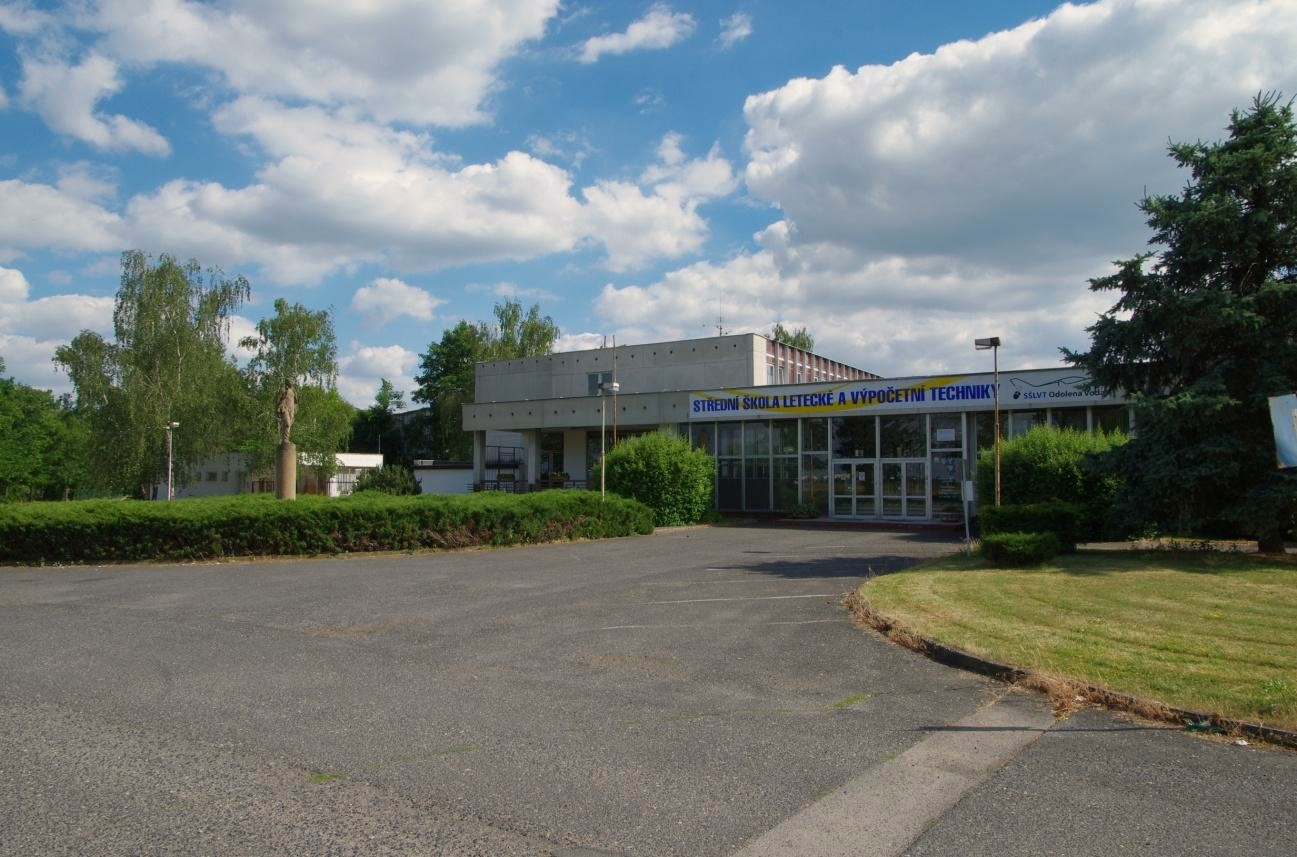 STŘEDNÍ ŠKOLA LETECKÉ A VÝPOČETNÍ TECHNIKY
SŠLVT Odolena Voda